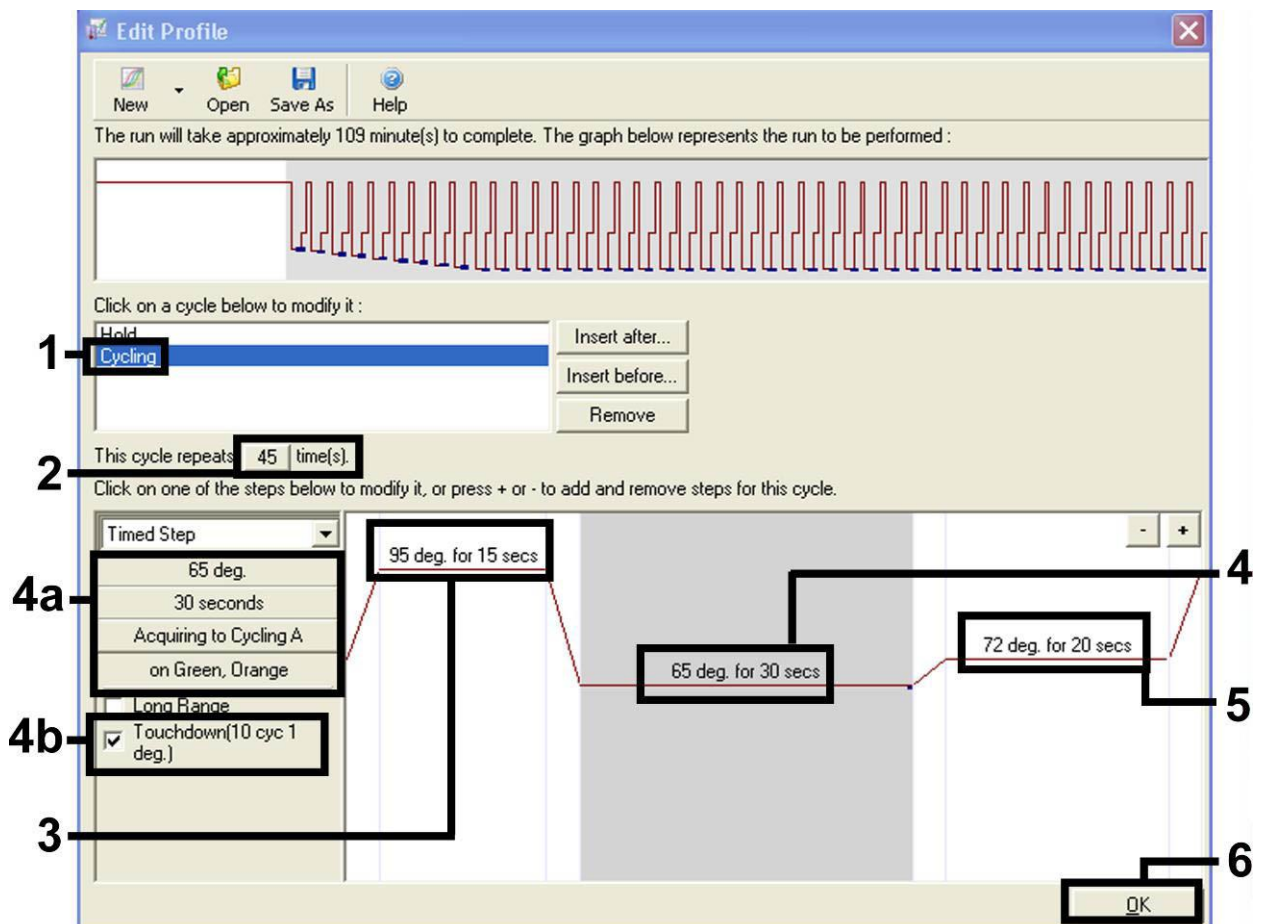 Edit Profile
New Open Save As Help
The run will take approximately 109 minute(s) to complete. The graph below represents the run to be performed :
Click on a cycle below to modify it :
Hold
1 Cycling
Insert after...
Insert before...
Remove
2 This cycle repeats 45 time(s).
Click on one of the steps below to modify it, or press + or - to add and remove steps for this cycle.
Timed Step
- +
4a
65 deg.
30 seconds
Acquiring to Cycling A
on Green, Orange
Long Range
4b Touchdown(10 cyc 1
deg.)
95 deg. for 15 secs
3
65 deg. for 30 secs
4
72 deg. for 20 secs
5
6
OK